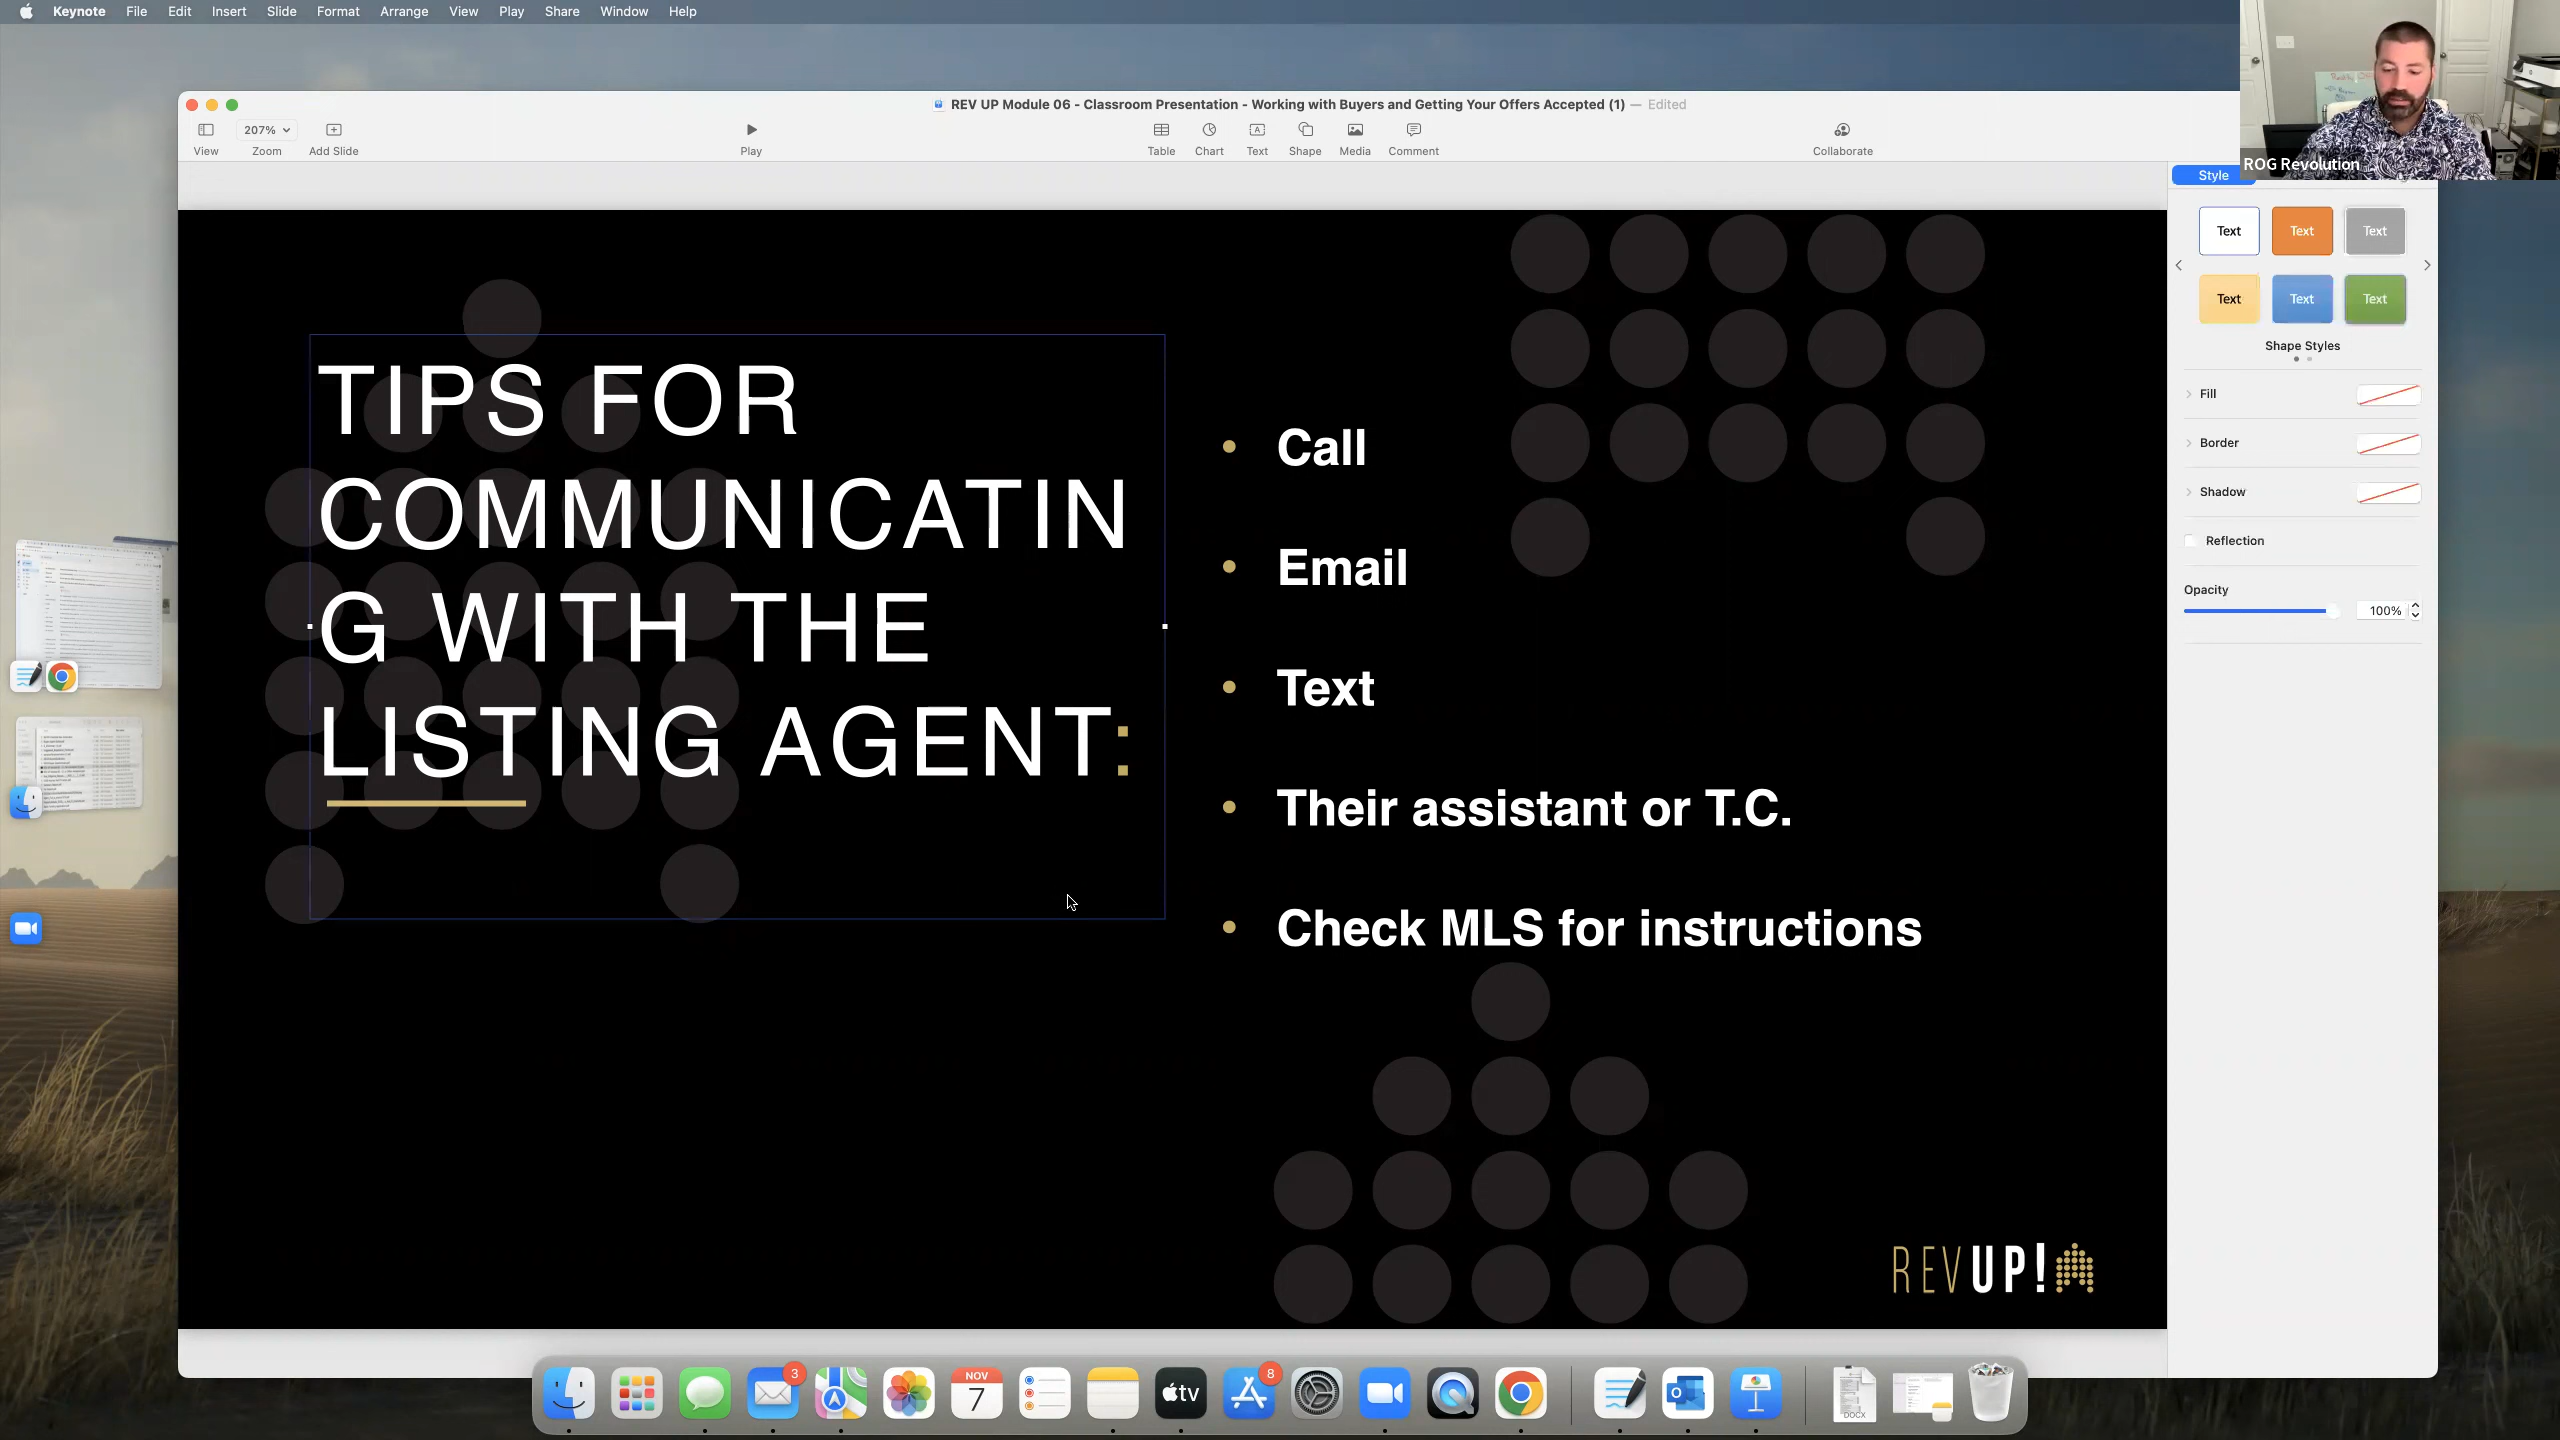 Keynote File Edit Insert Slide Format Arrange View Play Share Window Help
REV UP Module 06 - Classroom Presentation - Working with Buyers and Getting Your Offers Accepted (1) — Edited
207%
View Zoom Add Slide Play Table Chart Text Shape Media Comment Collaborate
ROG Revolution
Style
Text Text Text
Text Text Text
Shape Styles
Fill
Border
Shadow
Reflection
Opacity
100%
TIPS FOR
COMMUNICATIN
G WITH THE
LISTING AGENT:
• Call
• Email
• Text
• Their assistant or T.C.
• Check MLS for instructions
REVUP!
3
NOV
7
tv
8
DOCX